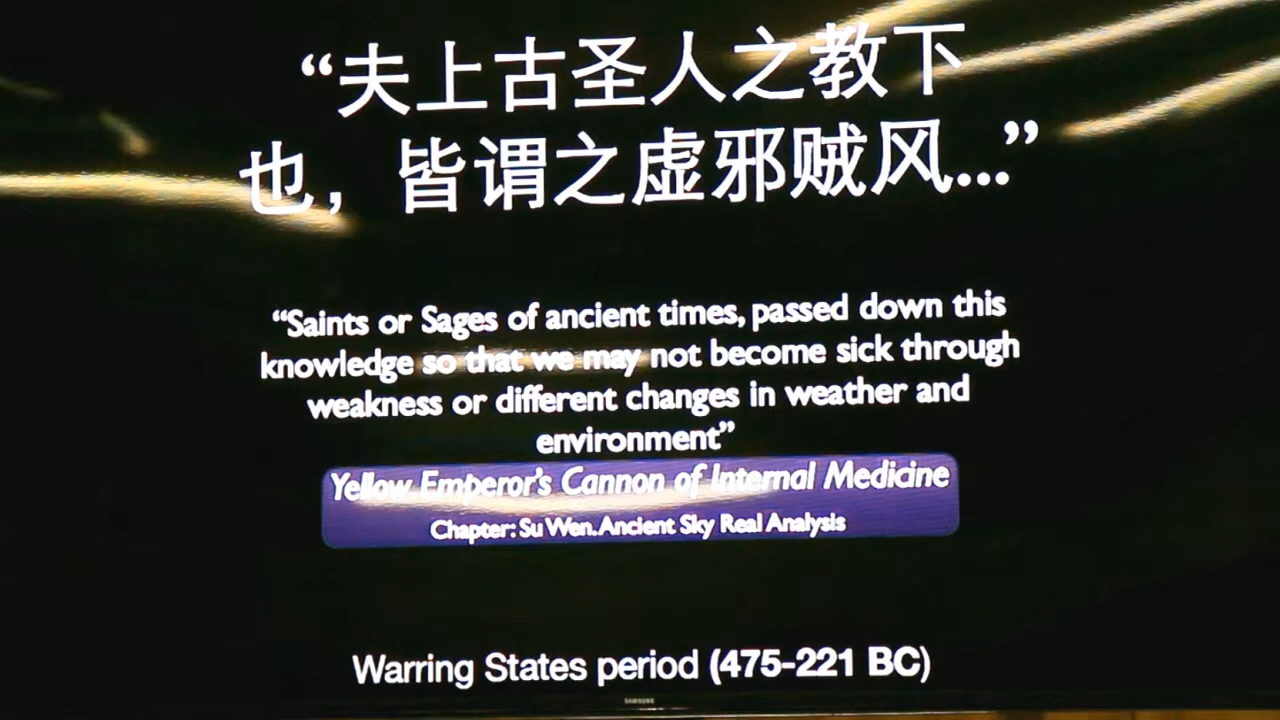 “夫上古圣人之教下
也，皆谓之虚邪贼风...”
“Saints or Sages of ancient times, passed down this
knowledge so that we may not become sick through
weakness or different changes in weather and
environment”
Yellow Emperor's Cannon of Internal Medicine
Chapter: Su Wen. Ancient Sky Real Analysis
Warring States period (475-221 BC)
SAMSUNG